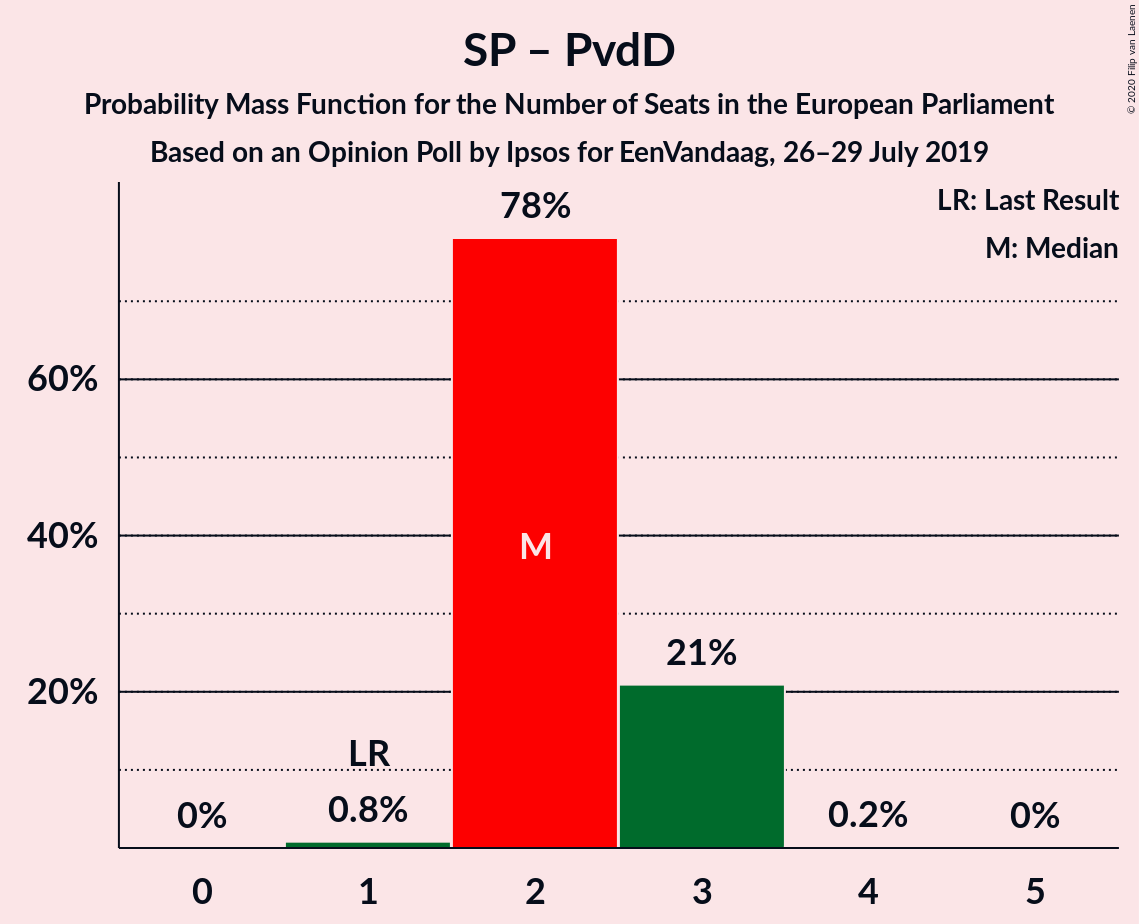 SP – PvdD
Probability Mass Function for the Number of Seats in the European Parliament
Based on an Opinion Poll by Ipsos for EenVandaag, 26–29 July 2019
© 2020 Filip van Laenen
LR: Last Result
M: Median
78%
60%
40%
M
21%
20%
LR
0%
0.8%
0.2%
0%
0 1 2 3 4 5